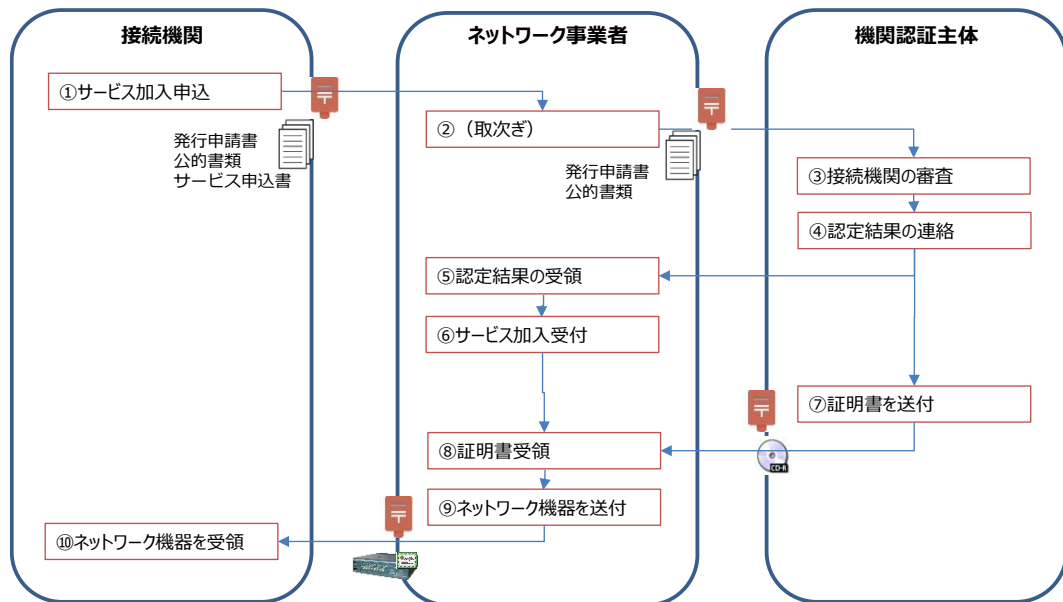 接続機関
ネットワーク事業者
機関認証主体
①サービス加入申込
発行申請書
公的書類
サービス申込書
②（取次ぎ）
発行申請書
公的書類
③接続機関の審査
④認定結果の連絡
⑤認定結果の受領
⑥サービス加入受付
⑦証明書を送付
CD-R
⑧証明書受領
⑨ネットワーク機器を送付
⑩ネットワーク機器を受領